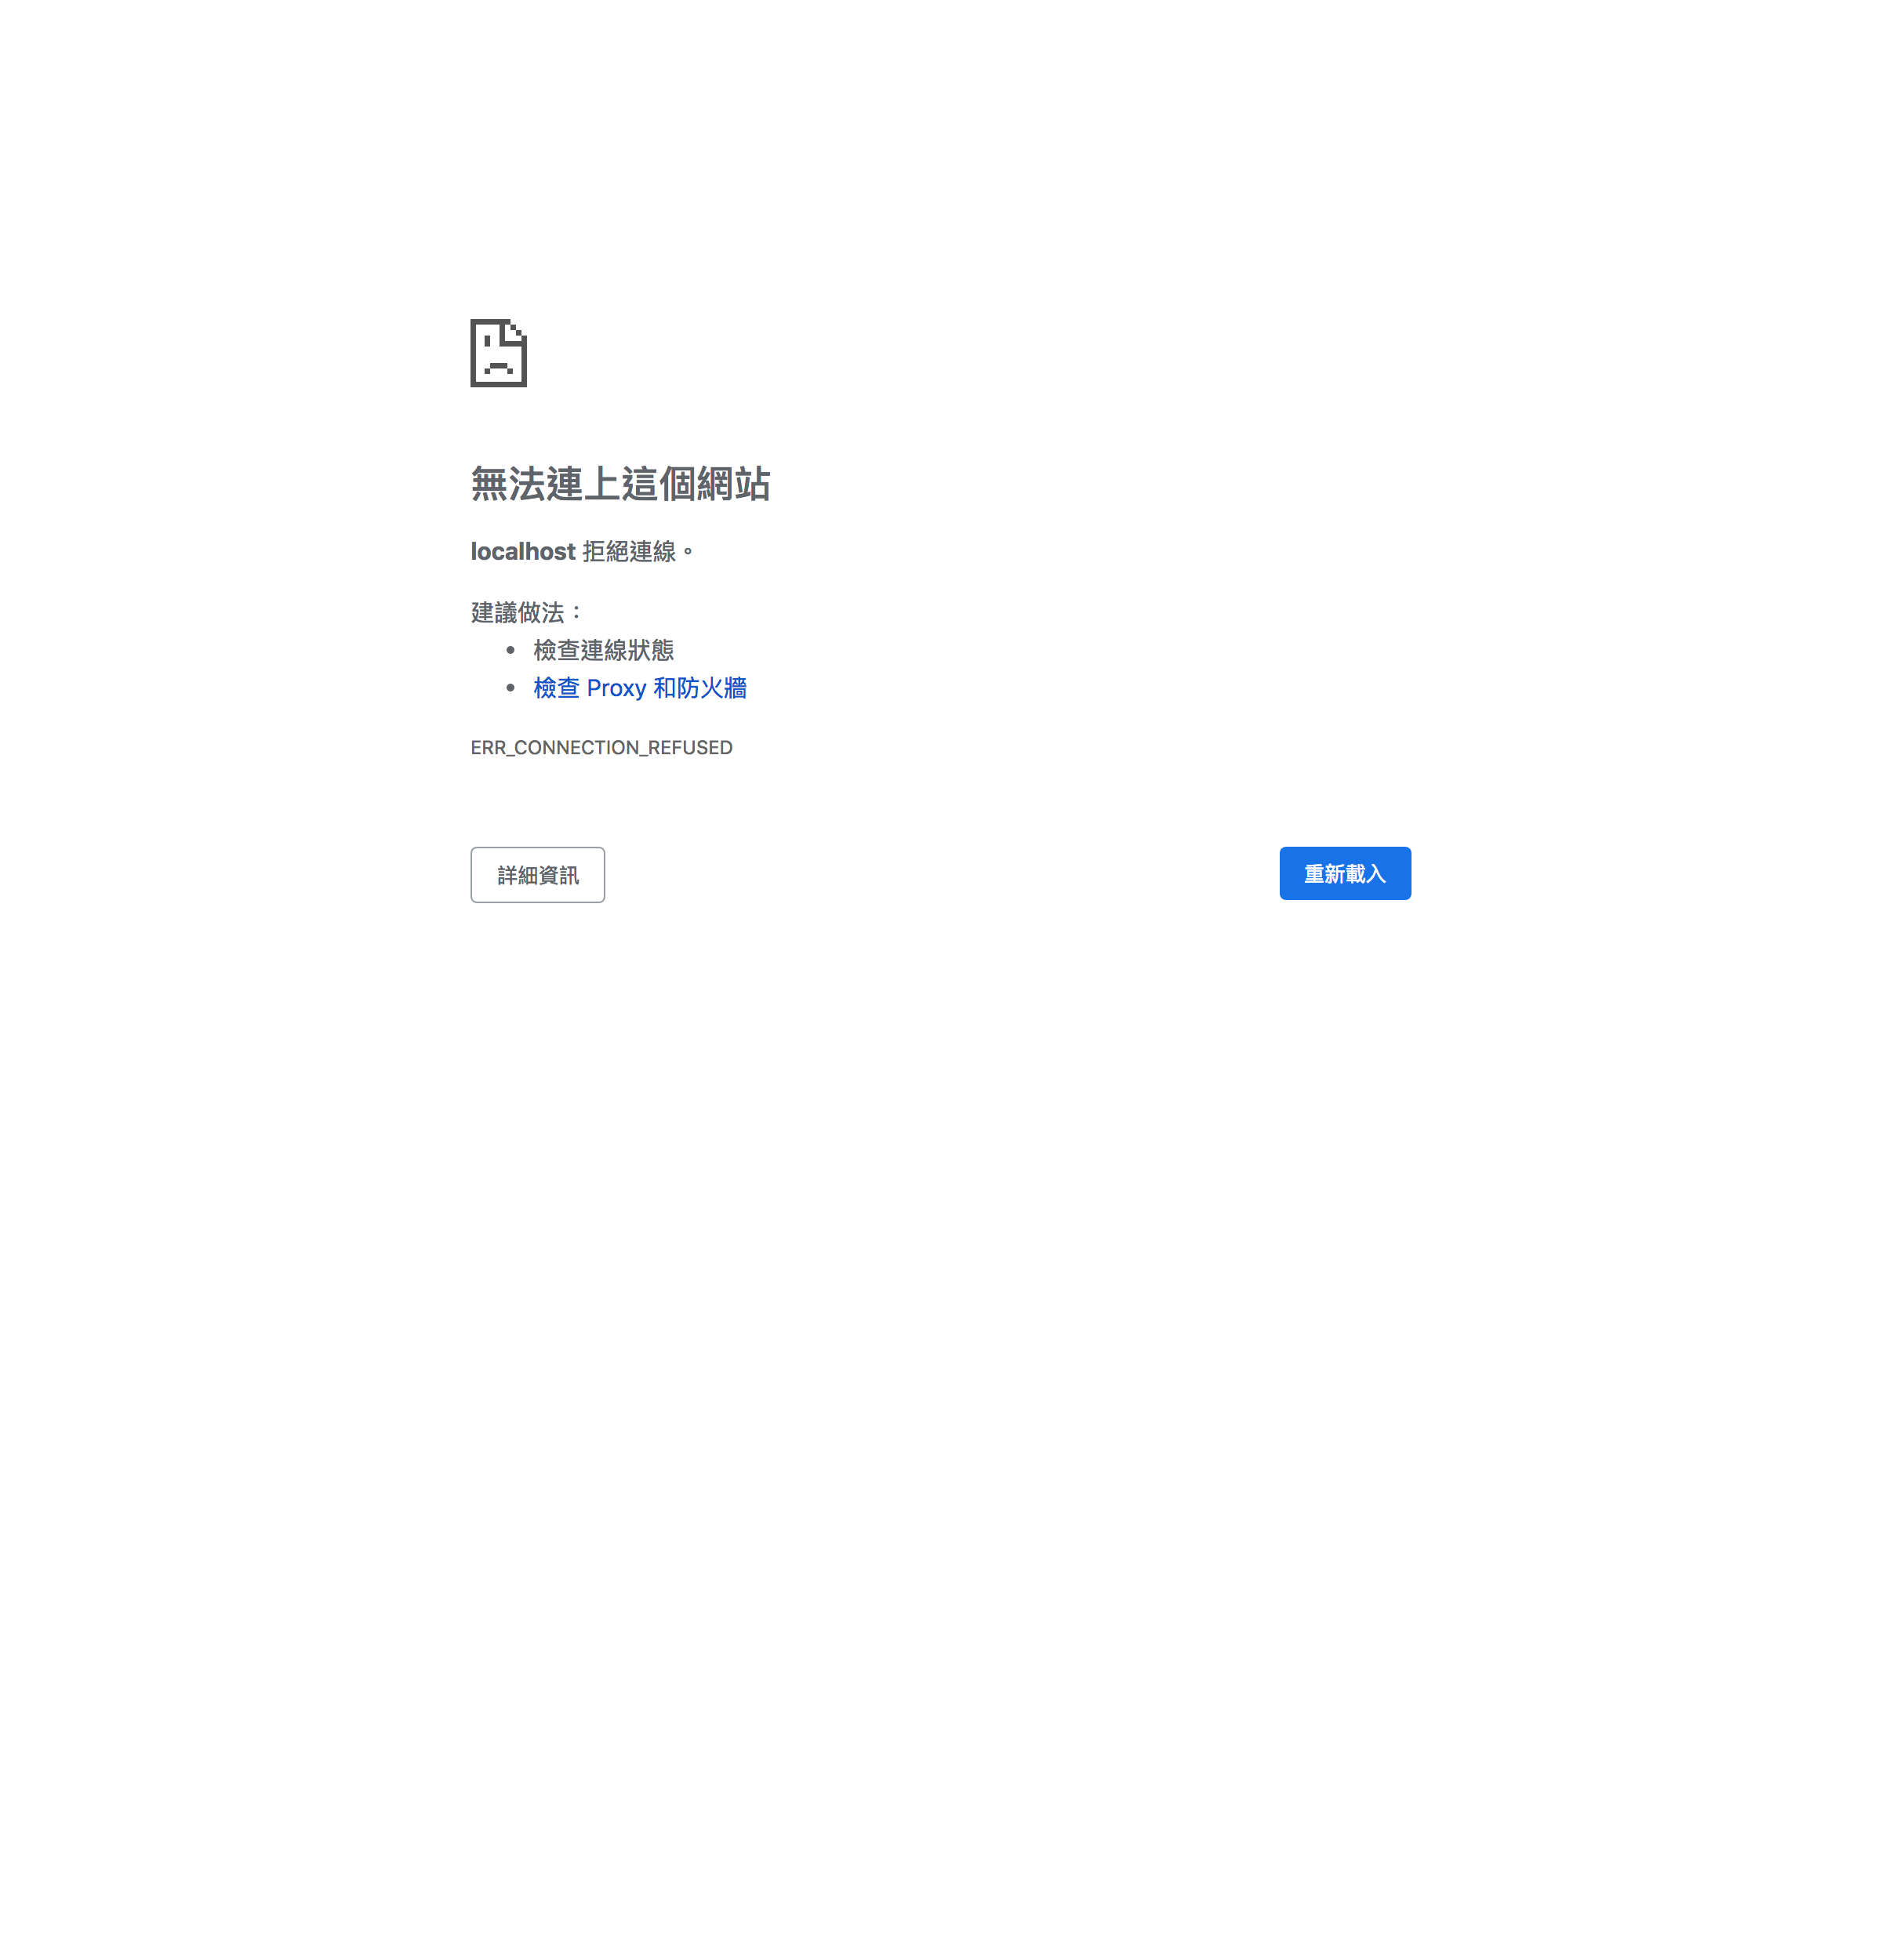 無法連上這個網站
localhost 拒絕連線。
建議做法：
檢查連線狀態
檢查 Proxy 和防火牆
ERR_CONNECTION_REFUSED
詳細資訊
重新載入